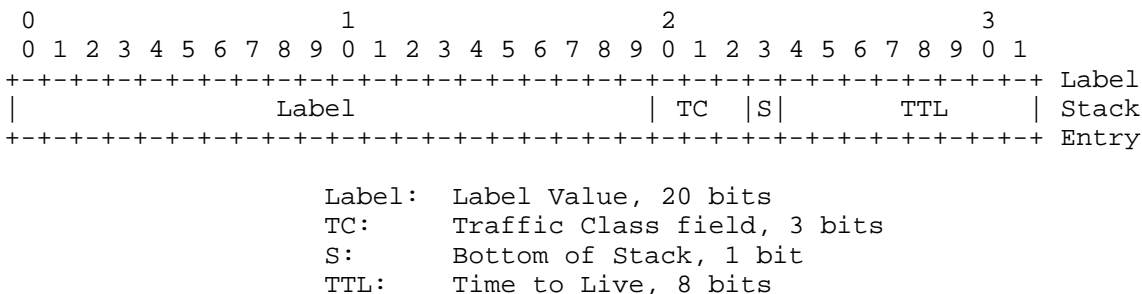 0                   1                   2                   3
 0 1 2 3 4 5 6 7 8 9 0 1 2 3 4 5 6 7 8 9 0 1 2 3 4 5 6 7 8 9 0 1
+-+-+-+-+-+-+-+-+-+-+-+-+-+-+-+-+-+-+-+-+-+-+-+-+-+-+-+-+-+-+-+-+ Label
|                Label                  | TC  |S|       TTL     | Stack
+-+-+-+-+-+-+-+-+-+-+-+-+-+-+-+-+-+-+-+-+-+-+-+-+-+-+-+-+-+-+-+-+ Entry
                    Label:  Label Value, 20 bits
                    TC:     Traffic Class field, 3 bits
                    S:      Bottom of Stack, 1 bit
                    TTL:    Time to Live, 8 bits